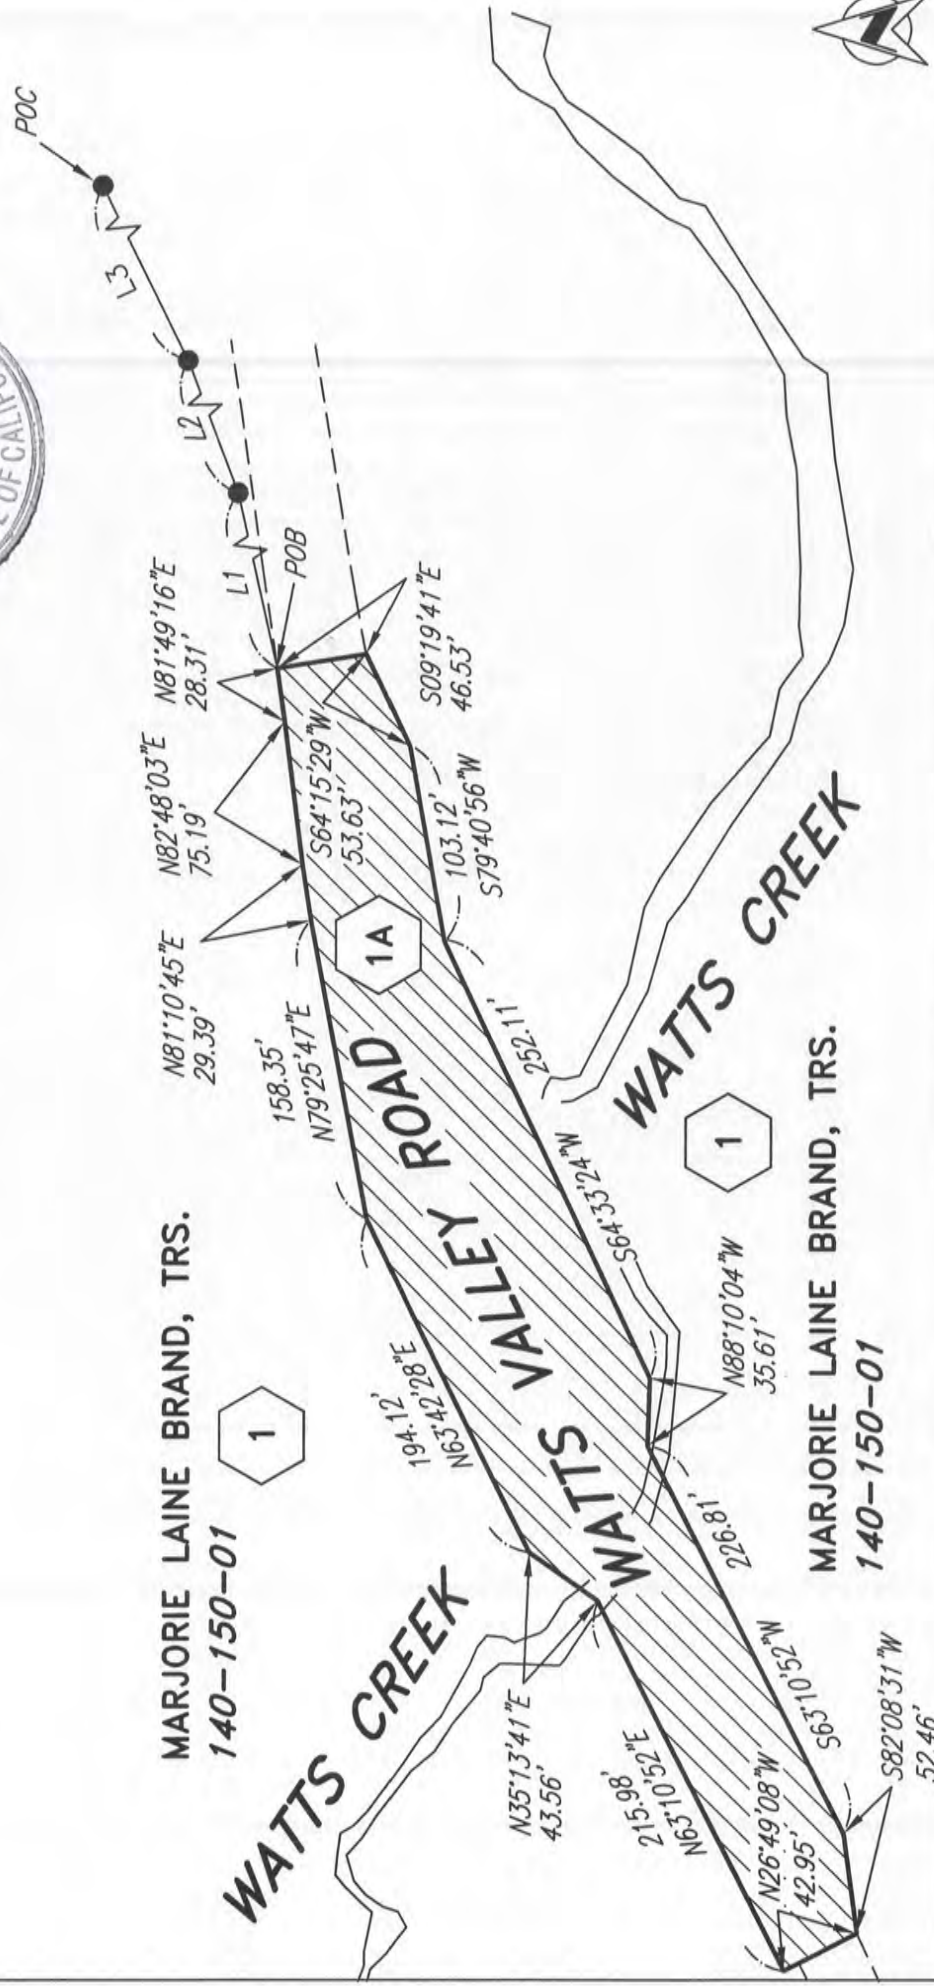 OF CALIFO
POC
L3
L2
L1
POB
N81°49'16"E
28.31'
N82°48'03"E
75.19'
N81°10'45"E
29.39'
158.35'
N79°25'47"E
194.12'
N63°42'28"E
N35°13'41"E
43.56'
215.98'
N63°10'52"E
N26°49'08"W
42.95'
S82°08'31"W
52.46'
S63°10'52"W
226.81'
N88°10'04"W
35.61'
S64°33'24"W
252.11'
103.12'
S79°40'56"W
S64°15'29"W
53.63'
S09°19'41"E
46.53'
1A
WATTS VALLEY ROAD
MARJORIE LAINE BRAND, TRS.
140-150-01
1
WATTS CREEK
WATTS CREEK
1
MARJORIE LAINE BRAND, TRS.
140-150-01